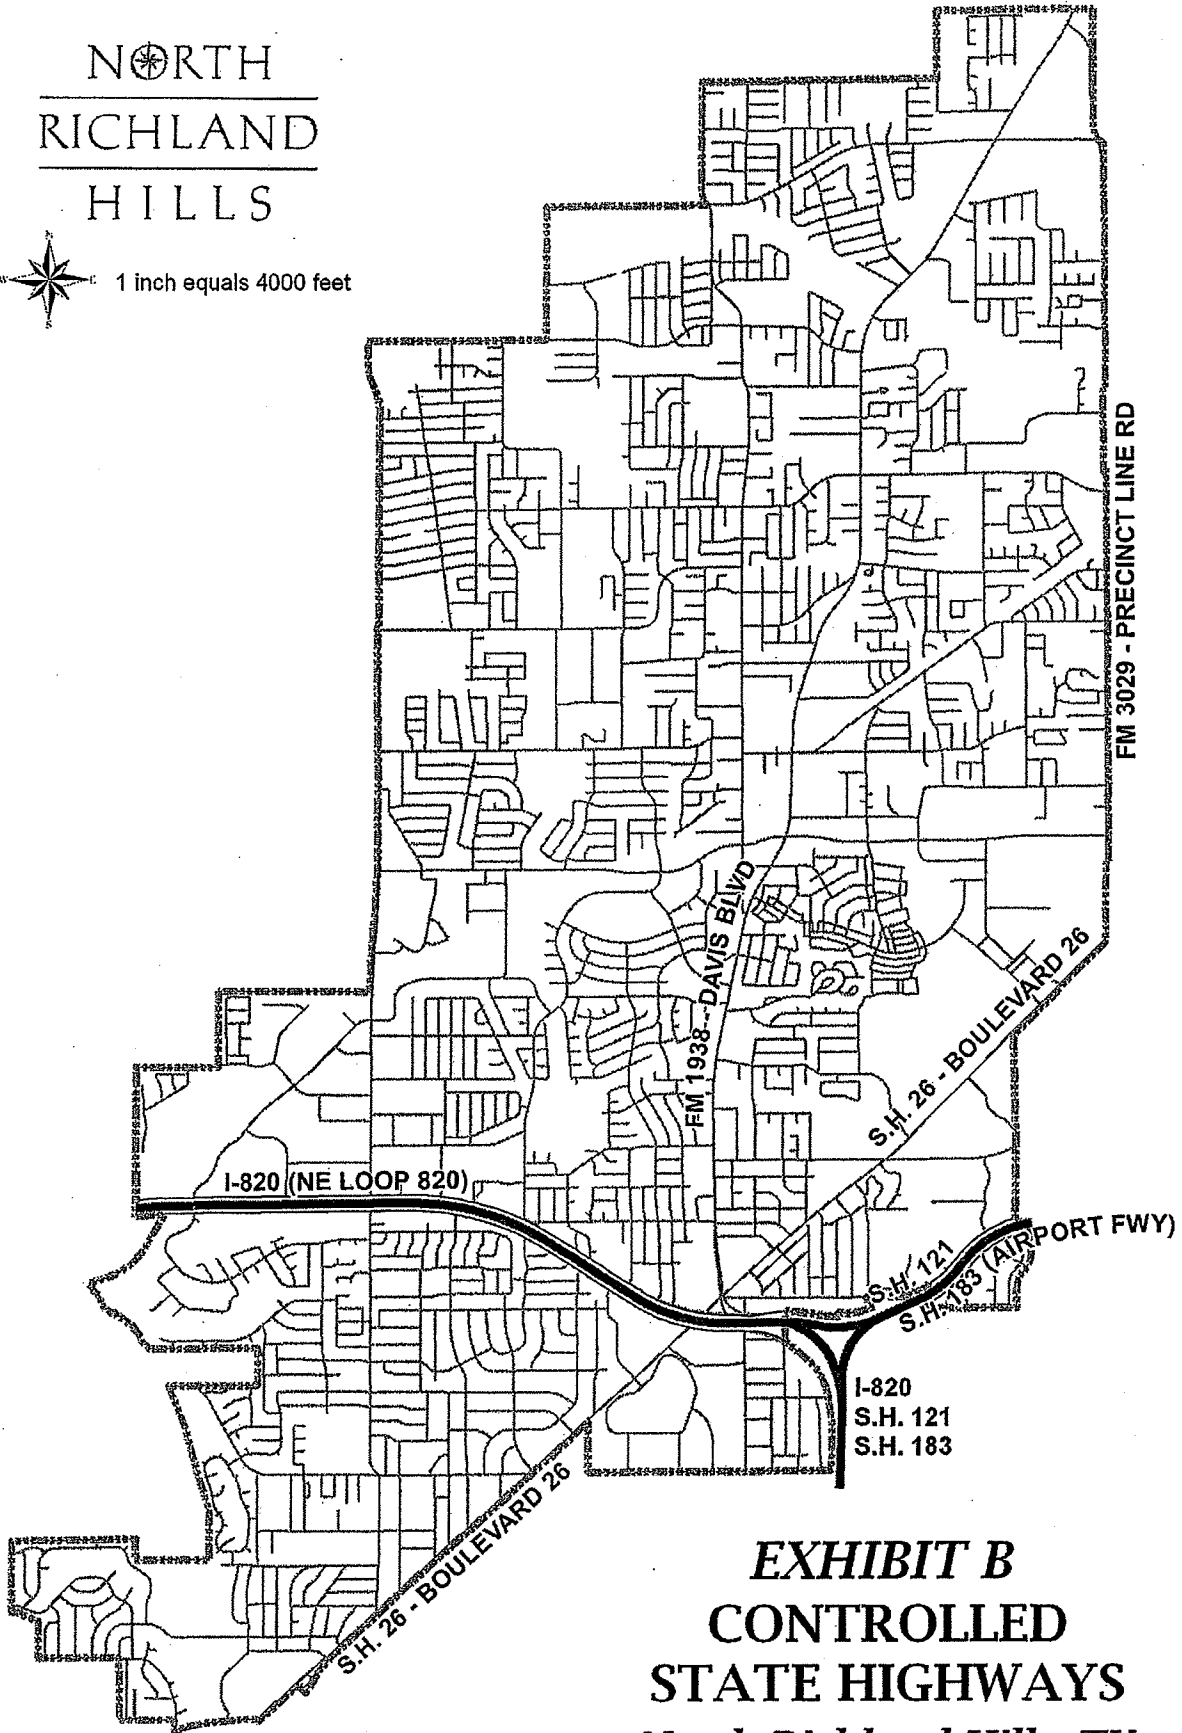 NORTH
RICHLAND
HILLS
N
W E
S
1 inch equals 4000 feet
FM 3029 - PRECINCT LINE RD
FM 1938 - DAVIS BLVD
S.H. 26 - BOULEVARD 26
I-820 (NE LOOP 820)
S.H. 121
S.H. 183 (AIRPORT FWY)
I-820
S.H. 121
S.H. 183
S.H. 26 - BOULEVARD 26
EXHIBIT B
CONTROLLED
STATE HIGHWAYS